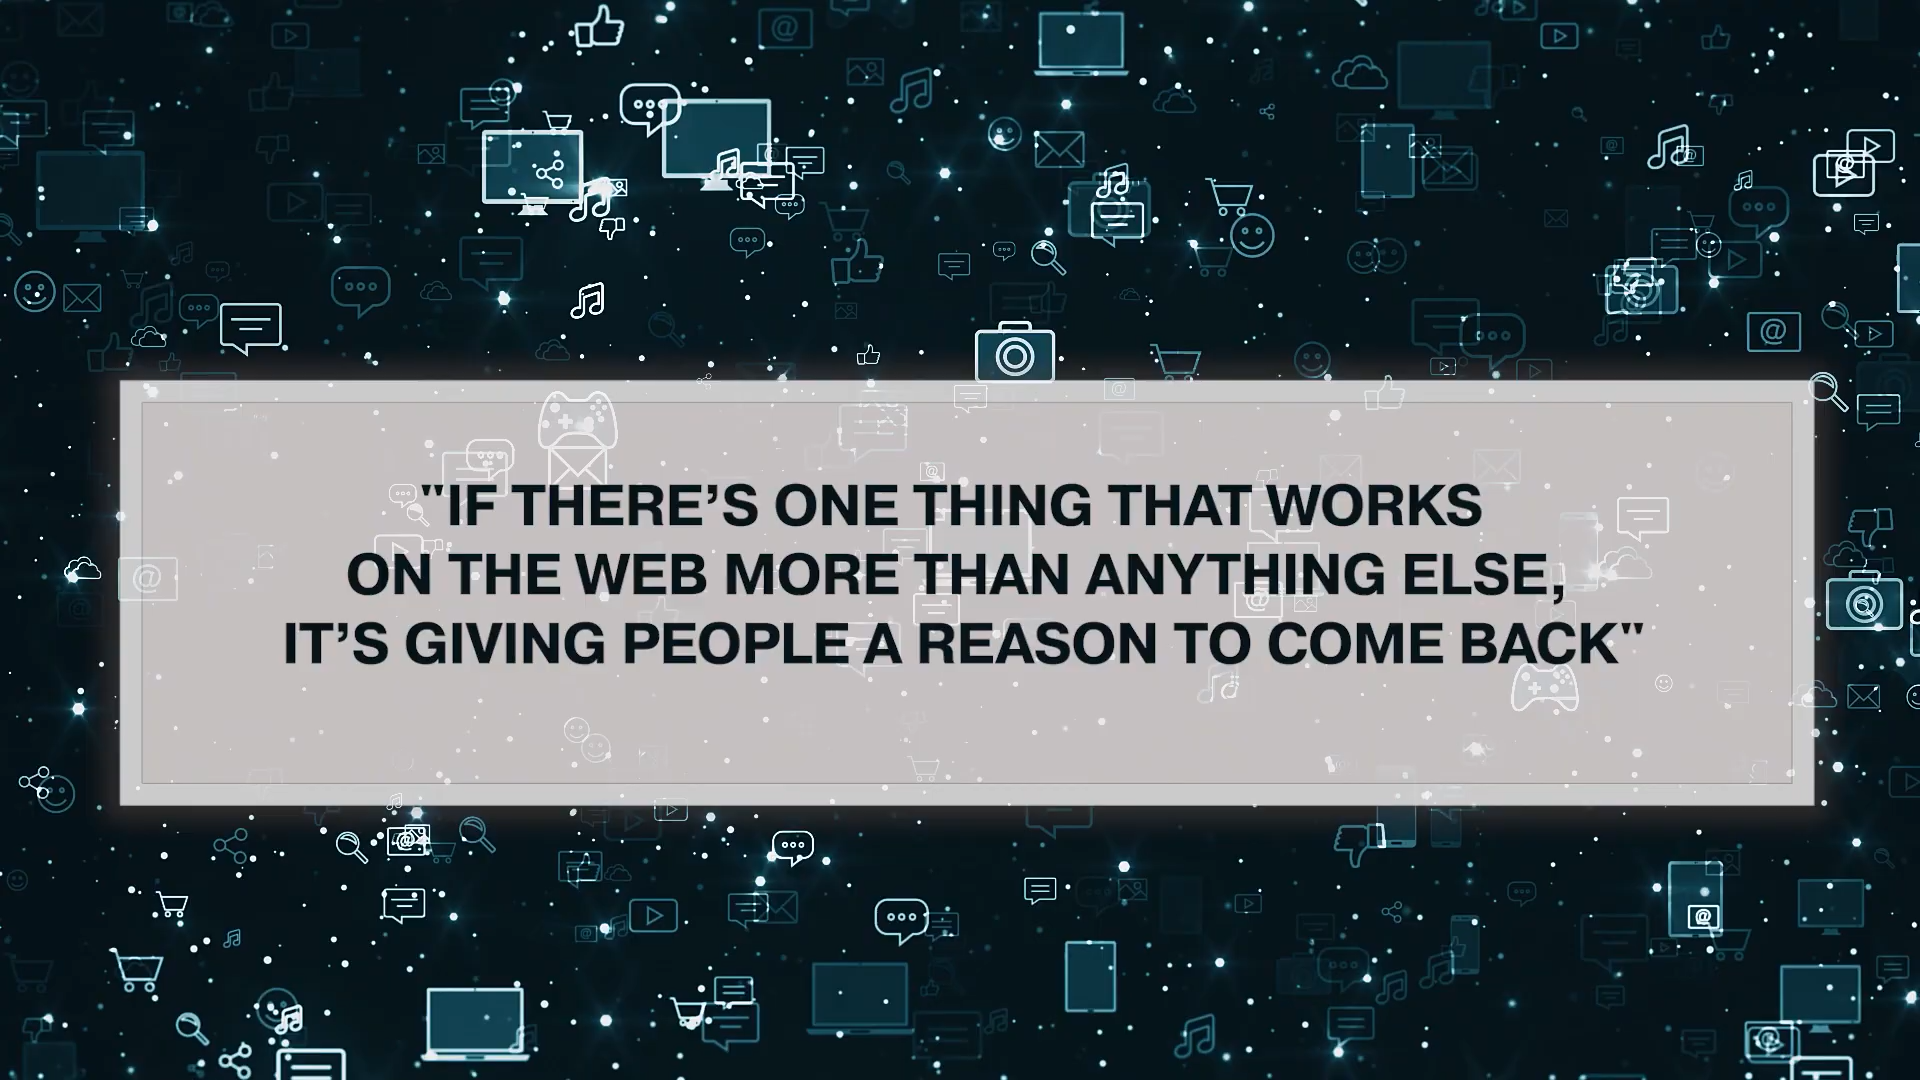 "IF THERE’S ONE THING THAT WORKS
ON THE WEB MORE THAN ANYTHING ELSE,
IT’S GIVING PEOPLE A REASON TO COME BACK"